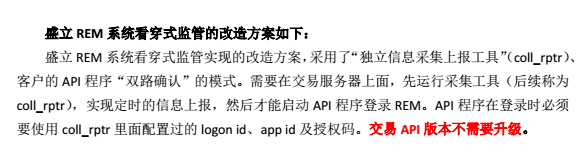 盛立 REM 系统看穿式监管的改造方案如下：
盛立 REM 系统看穿式监管实现的改造方案，采用了“独立信息采集上报工具”（coll_rptr）、
客户的 API 程序“双路确认”的模式。需要在交易服务器上面，先运行采集工具（后续称为
coll_rptr），实现定时的信息上报，然后才能启动 API 程序登录 REM。API 程序在登录时必须
要使用 coll_rptr 里面配置过的 logon id、app id 及授权码。交易 API 版本不需要升级。